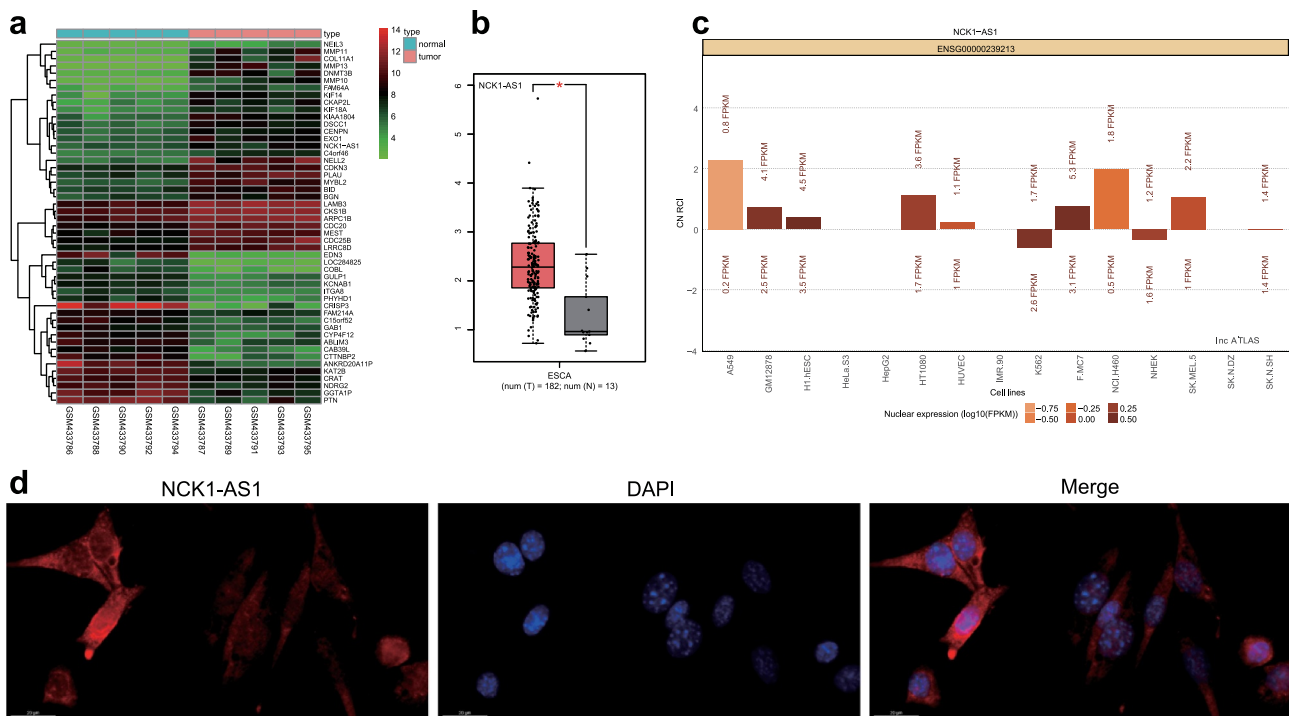 a
type
NEIL3
MMP11
COL11A1
MMP13
DNMT3B
MMP10
FAM64A
KIF14
CKAP2L
KIF18A
KIAA1804
DSCC1
CENPN
EXO1
NCK1−AS1
C4orf46
NELL2
CDKN3
PLAU
MYBL2
BID
BGN
LAMB3
CKS1B
ARPC1B
CDC20
MEST
CDC25B
LRRC8D
EDN3
LOC284825
COBL
GULP1
KCNAB1
ITGA8
PHYHD1
CRISP3
FAM214A
C15orf52
GAB1
CYP4F12
ABLIM3
CAB39L
CTTNBP2
ANKRD20A11P
KAT2B
CRAT
NDRG2
GGTA1P
PTN
GSM433786
GSM433788
GSM433790
GSM433792
GSM433794
GSM433787
GSM433789
GSM433791
GSM433793
GSM433795
14
12
10
8
6
4
type
normal
tumor
b
NCK1-AS1
*
6
5
4
3
2
1
ESCA
(num (T) = 182; num (N) = 13)
c
NCK1-AS1
ENSG00000239213
CN RCI
4
2
0
−2
−4
0.8 FPKM
4.1 FPKM
4.5 FPKM
3.6 FPKM
1.1 FPKM
1.7 FPKM
5.3 FPKM
1.8 FPKM
1.2 FPKM
2.2 FPKM
1.4 FPKM
0.2 FPKM
2.5 FPKM
3.5 FPKM
1.7 FPKM
1 FPKM
2.6 FPKM
3.1 FPKM
0.5 FPKM
1.6 FPKM
1 FPKM
1.4 FPKM
lnc ATLAS
A549
GM12878
H1.hESC
HeLa.S3
HepG2
HT1080
HUVEC
IMR.90
K562
F.MC7
NCI.H460
NHEK
SK.MEL.5
SK.N.DZ
SK.N.SH
Cell lines
Nuclear expression (log10(FPKM))
−0.75
−0.25
0.25
−0.50
0.00
0.50
d
NCK1-AS1
DAPI
Merge
20 μm
20 μm
20 μm